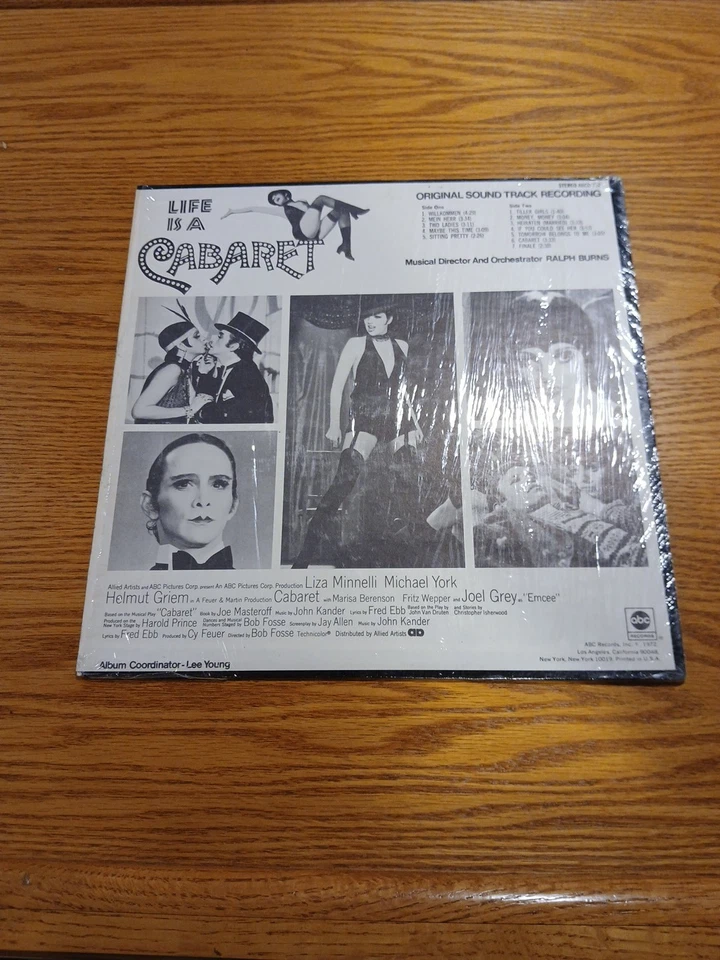 LIFE
IS A
CABARET
ORIGINAL SOUND TRACK RECORDING
Side One
1. WILLKOMMEN
2. MEIN HERR
3. TWO LADIES
4. MAYBE THIS TIME
5. SITTING PRETTY
Side Two
1. TILLER GIRLS
2. MONEY, MONEY
3. HEIRATEN (MARRIED)
4. IF YOU COULD SEE HER
5. TOMORROW BELONGS TO ME
6. CABARET
7. FINALE
Musical Director And Orchestrator RALPH BURNS
Allied Artists and ABC Pictures Corp. present An ABC Pictures Corp. Production Liza Minnelli Michael York
Helmut Griem in A Feuer & Martin Production Cabaret with Marisa Berenson Fritz Wepper and Joel Grey as "Emcee"
Based on the Musical Play "Cabaret" Book by Joe Masteroff Music by John Kander Lyrics by Fred Ebb Based on the Play by John Van Druten and Stories by Christopher Isherwood
Produced on the New York Stage by Harold Prince Dances and Musical Numbers Staged by Bob Fosse Screenplay by Jay Allen Music by John Kander
Lyrics by Fred Ebb Produced by Cy Feuer Directed by Bob Fosse Technicolor® Distributed by Allied Artists
abc
RECORDS
ABC Records, Inc.
Los Angeles, California 90048
New York, New York 10019 Printed in U.S.A.
Album Coordinator-Lee Young